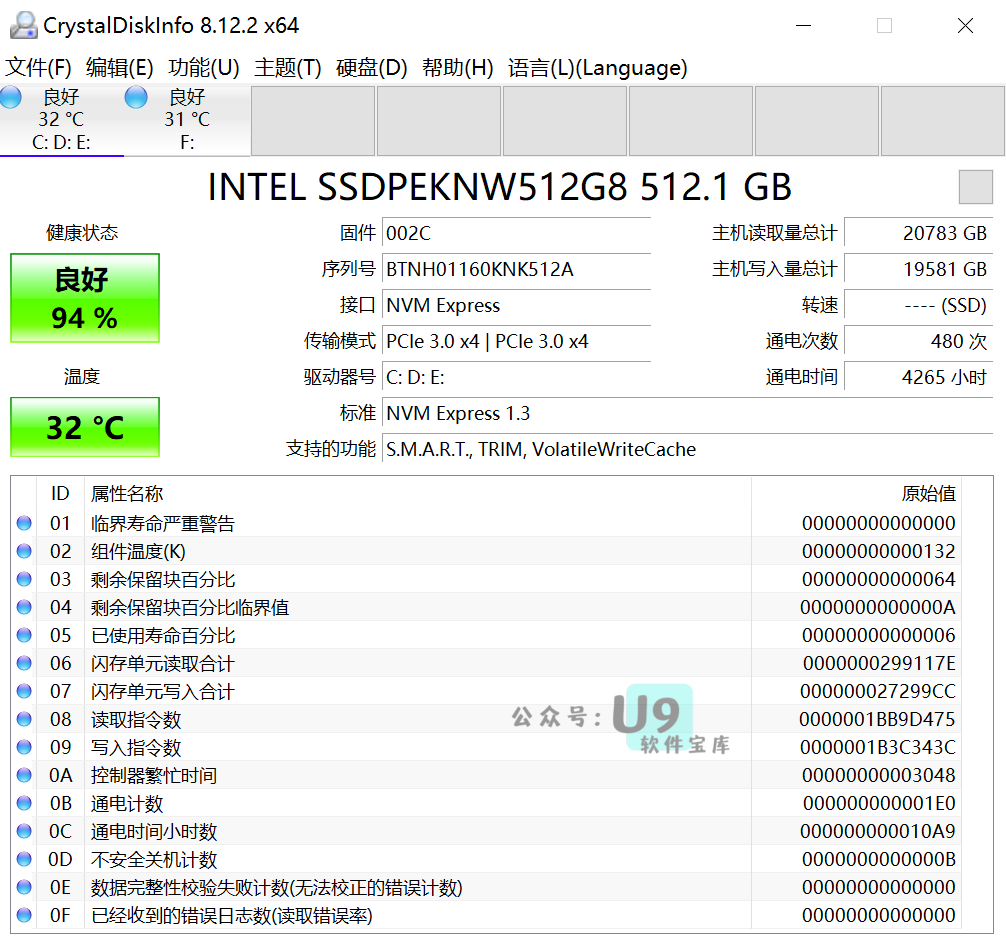 CrystalDiskInfo 8.12.2 x64
文件(F) 编辑(E) 功能(U) 主题(T) 硬盘(D) 帮助(H) 语言(L)(Language)
良好 良好
32 °C 31 °C
C: D: E: F:
INTEL SSDPEKNW512G8 512.1 GB
健康状态
良好
94 %
温度
32 °C
固件 002C 主机读取量总计 20783 GB
序列号 BTNH01160KNK512A 主机写入量总计 19581 GB
接口 NVM Express 转速 ---- (SSD)
传输模式 PCIe 3.0 x4 | PCIe 3.0 x4 通电次数 480 次
驱动器号 C: D: E: 通电时间 4265 小时
标准 NVM Express 1.3
支持的功能 S.M.A.R.T., TRIM, VolatileWriteCache
ID 属性名称 原始值
01 临界寿命严重警告 00000000000000
02 组件温度(K) 00000000000132
03 剩余保留块百分比 00000000000064
04 剩余保留块百分比临界值 0000000000000A
05 已使用寿命百分比 00000000000006
06 闪存单元读取合计 0000000299117E
07 闪存单元写入合计 000000027299CC
08 读取指令数 0000001BB9D475
09 写入指令数 0000001B3C343C
0A 控制器繁忙时间 00000000003048
0B 通电计数 000000000001E0
0C 通电时间小时数 000000000010A9
0D 不安全关机计数 0000000000000B
0E 数据完整性校验失败计数(无法校正的错误计数) 00000000000000
0F 已经收到的错误日志数(读取错误率) 00000000000000
公众号: U9
软件宝库